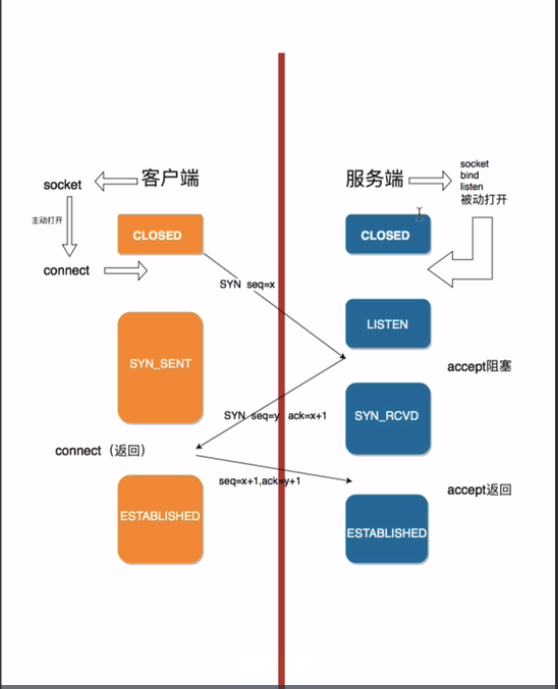 socket
客户端
服务端
socket
bind
listen
被动打开
主动打开
CLOSED
CLOSED
connect
SYN seq=x
LISTEN
SYN_SENT
accept阻塞
SYN seq=y ack=x+1
SYN_RCVD
connect（返回）
seq=x+1,ack=y+1
accept返回
ESTABLISHED
ESTABLISHED